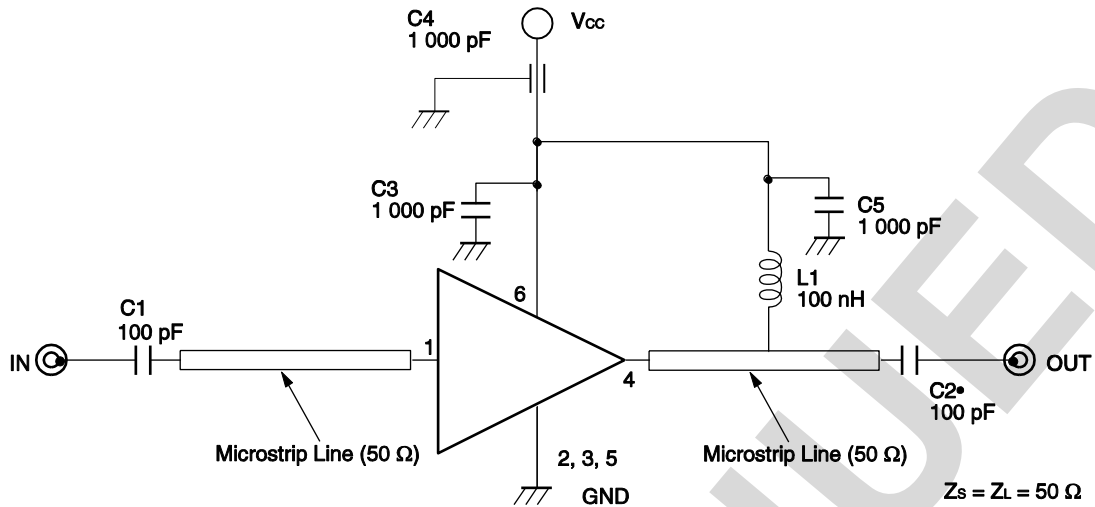 C4
1 000 pF
Vcc
C3
1 000 pF
C5
1 000 pF
L1
100 nH
6
C1
100 pF
IN
1
4
OUT
C2•
100 pF
Microstrip Line (50 Ω)
2, 3, 5
GND
Microstrip Line (50 Ω)
ZS = ZL = 50 Ω
UED